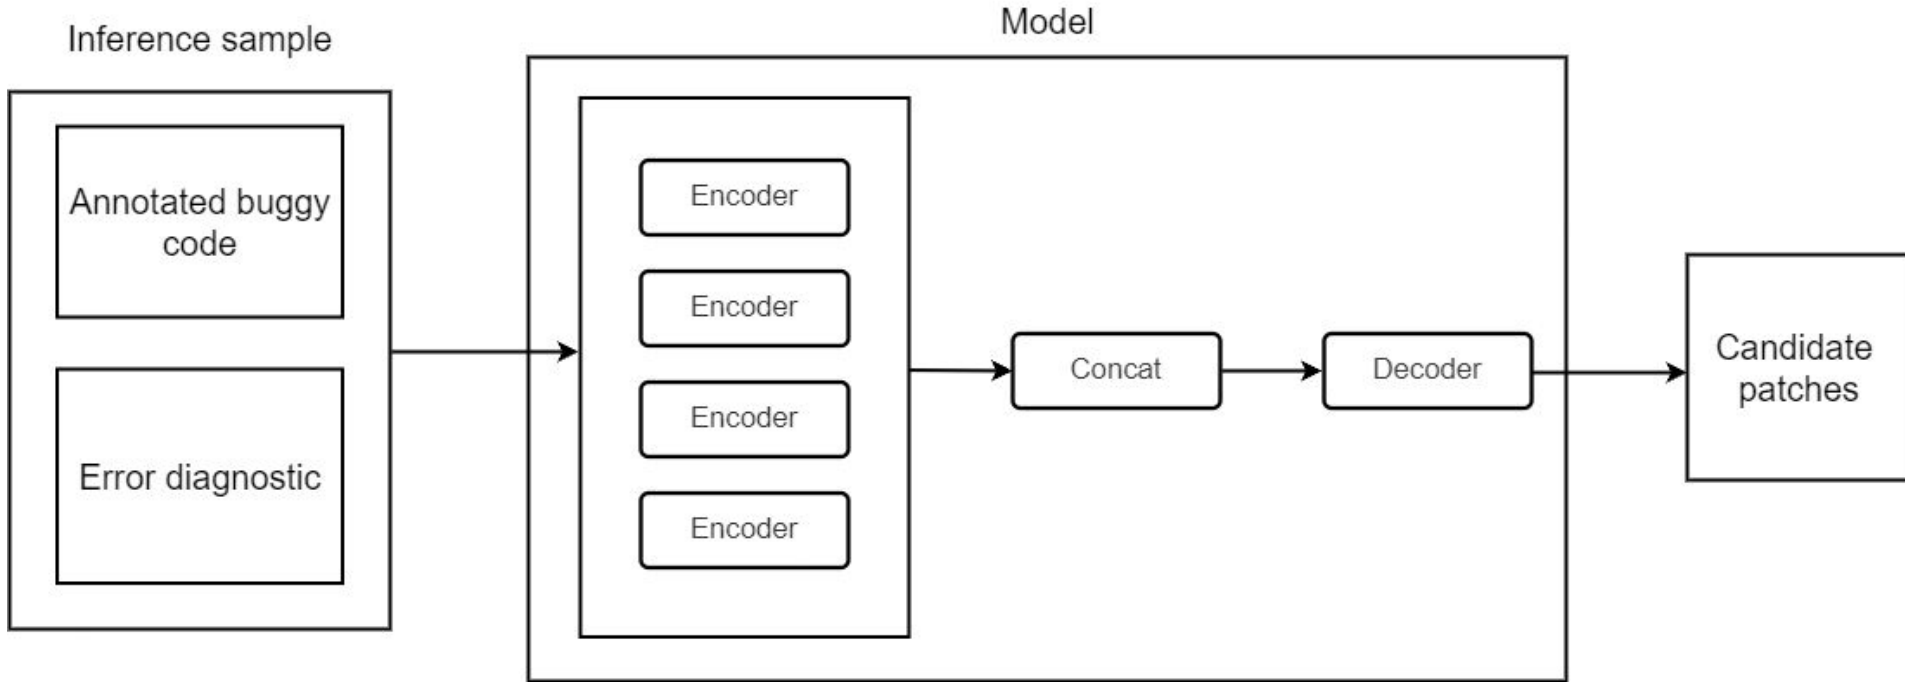 Inference sample
Model
Annotated buggy
code
Error diagnostic
Encoder
Encoder
Encoder
Encoder
Concat
Decoder
Candidate
patches